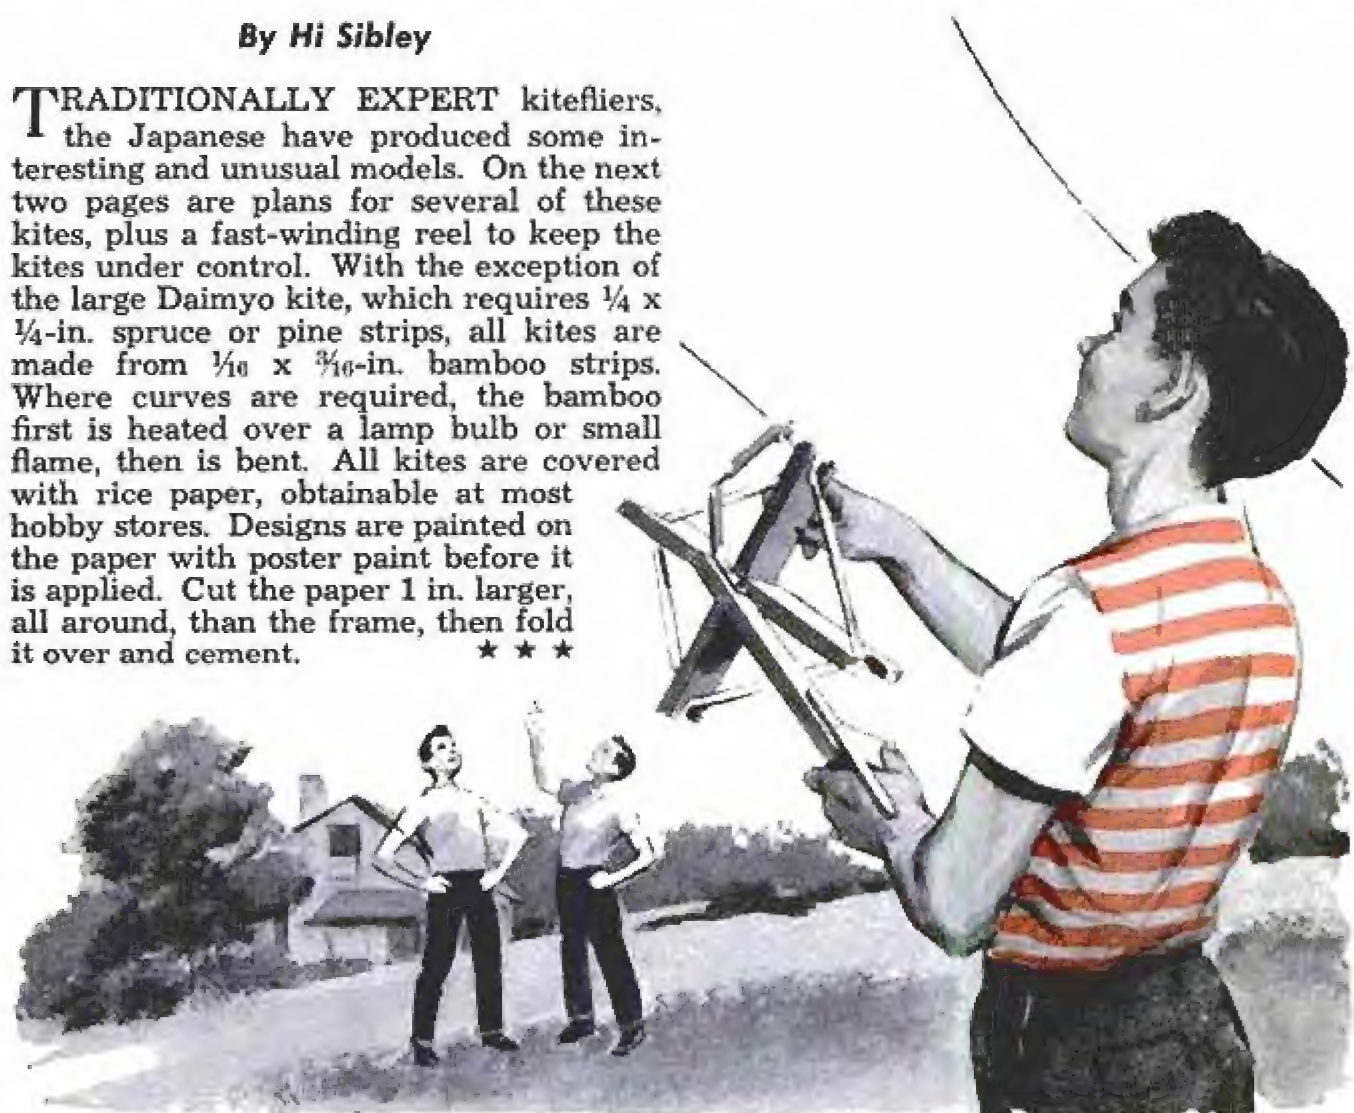 By Hi Sibley
TRADITIONALLY EXPERT kitefliers,
the Japanese have produced some in-
teresting and unusual models. On the next
two pages are plans for several of these
kites, plus a fast-winding reel to keep the
kites under control. With the exception of
the large Daimyo kite, which requires ¼ x
¼-in. spruce or pine strips, all kites are
made from 1⁄16 x 3⁄16-in. bamboo strips.
Where curves are required, the bamboo
first is heated over a lamp bulb or small
flame, then is bent. All kites are covered
with rice paper, obtainable at most
hobby stores. Designs are painted on
the paper with poster paint before it
is applied. Cut the paper 1 in. larger,
all around, than the frame, then fold
it over and cement. ★ ★ ★